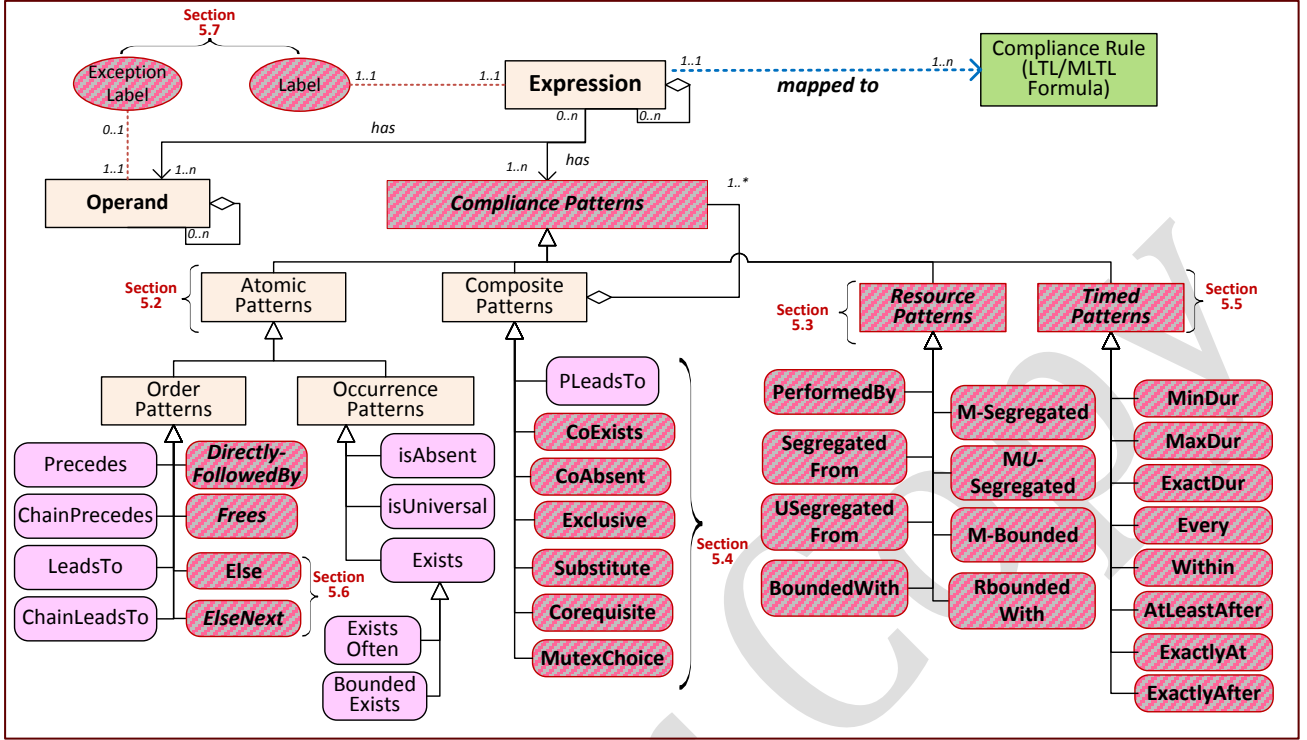 Section
5.7
Exception
Label
Label
1..1
1..1
Expression
0..n
0..n
1..1
mapped to
1..n
Compliance Rule
(LTL/MLTL
Formula)
0..1
1..1
has
1..n
Operand
0..n
1..n
has
Compliance Patterns
1..*
Section
5.2
Atomic
Patterns
Composite
Patterns
Section
5.3
Resource
Patterns
Timed
Patterns
Section
5.5
Order
Patterns
Occurrence
Patterns
Precedes
ChainPrecedes
LeadsTo
ChainLeadsTo
Directly-
FollowedBy
Frees
Else
ElseNext
Section
5.6
isAbsent
isUniversal
Exists
Exists
Often
Bounded
Exists
PLeadsTo
CoExists
CoAbsent
Exclusive
Substitute
Corequisite
MutexChoice
Section
5.4
PerformedBy
Segregated
From
USegregated
From
BoundedWith
M-Segregated
MU-
Segregated
M-Bounded
Rbounded
With
MinDur
MaxDur
ExactDur
Every
Within
AtLeastAfter
ExactlyAt
ExactlyAfter
Copy